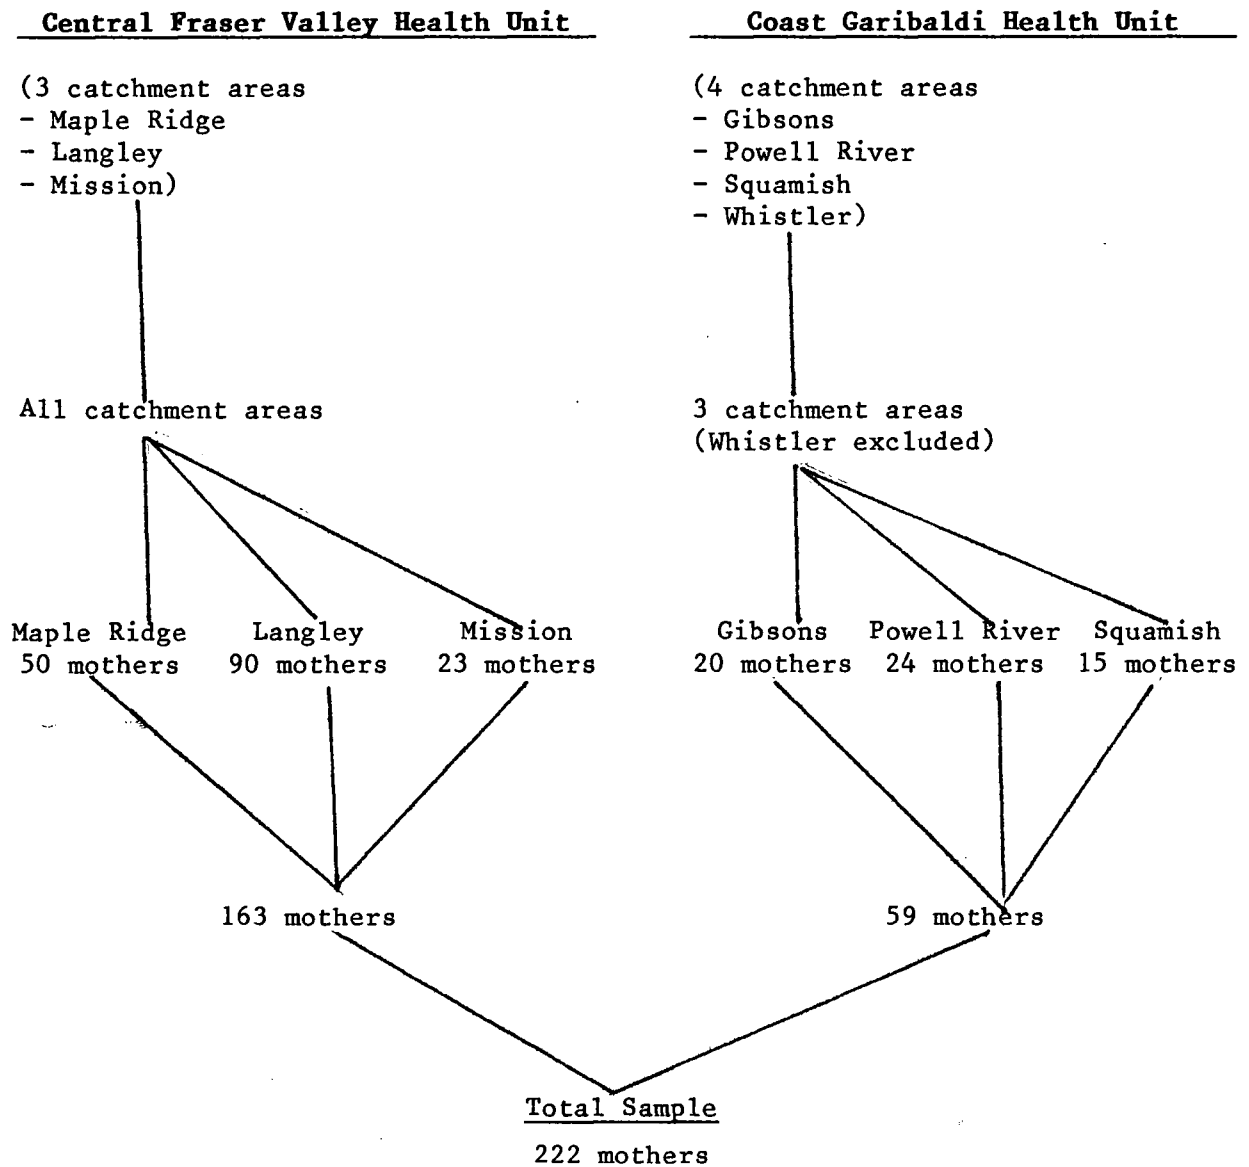 Central Fraser Valley Health Unit
(3 catchment areas
- Maple Ridge
- Langley
- Mission)
All catchment areas
Maple Ridge
50 mothers
Langley
90 mothers
Mission
23 mothers
163 mothers
Coast Garibaldi Health Unit
(4 catchment areas
- Gibsons
- Powell River
- Squamish
- Whistler)
3 catchment areas
(Whistler excluded)
Gibsons
20 mothers
Powell River
24 mothers
Squamish
15 mothers
59 mothers
Total Sample
222 mothers